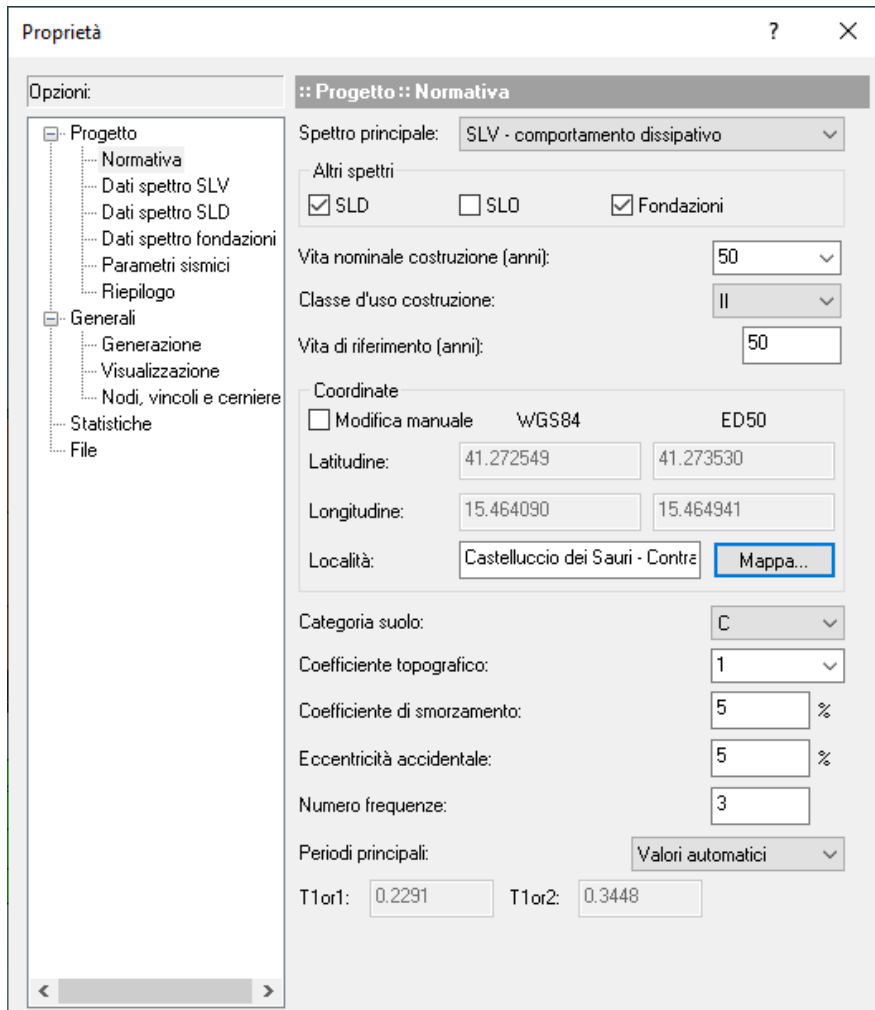 Proprietà ? ×
Opzioni:
Progetto
Normativa
Dati spettro SLV
Dati spettro SLD
Dati spettro fondazioni
Parametri sismici
Riepilogo
Generali
Generazione
Visualizzazione
Nodi, vincoli e cerniere
Statistiche
File
:: Progetto :: Normativa
Spettro principale: SLV - comportamento dissipativo
Altri spettri
SLD SLO Fondazioni
Vita nominale costruzione (anni): 50
Classe d'uso costruzione: II
Vita di riferimento (anni): 50
Coordinate
Modifica manuale WGS84 ED50
Latitudine: 41.272549 41.273530
Longitudine: 15.464090 15.464941
Località: Castelluccio dei Sauri - Contra Mappa...
Categoria suolo: C
Coefficiente topografico: 1
Coefficiente di smorzamento: 5 %
Eccentricità accidentale: 5 %
Numero frequenze: 3
Periodi principali: Valori automatici
T1or1: 0.2291 T1or2: 0.3448